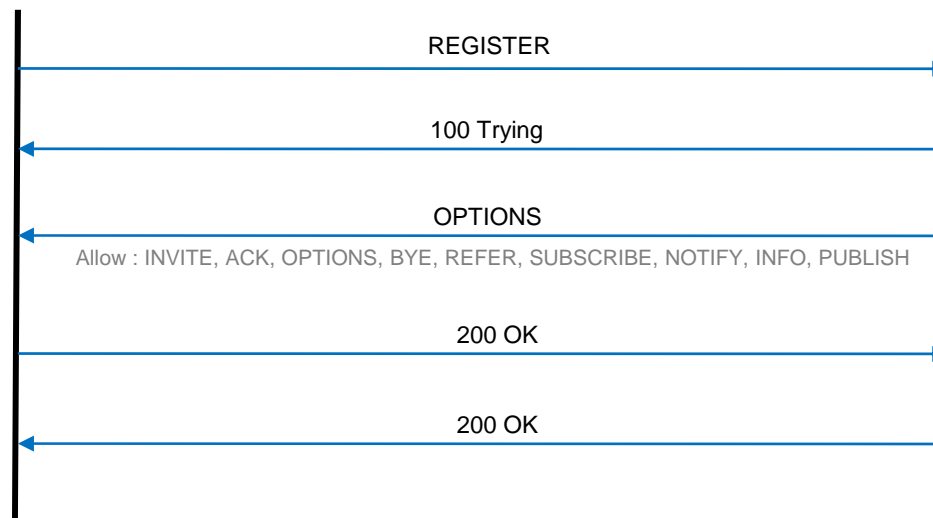 REGISTER
100 Trying
OPTIONS
Allow : INVITE, ACK, OPTIONS, BYE, REFER, SUBSCRIBE, NOTIFY, INFO, PUBLISH
200 OK
200 OK